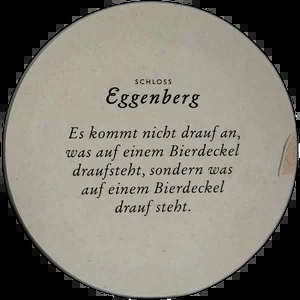 SCHLOSS
Eggenberg
Es kommt nicht drauf an,
was auf einem Bierdeckel
draufsteht, sondern was
auf einem Bierdeckel
drauf steht.